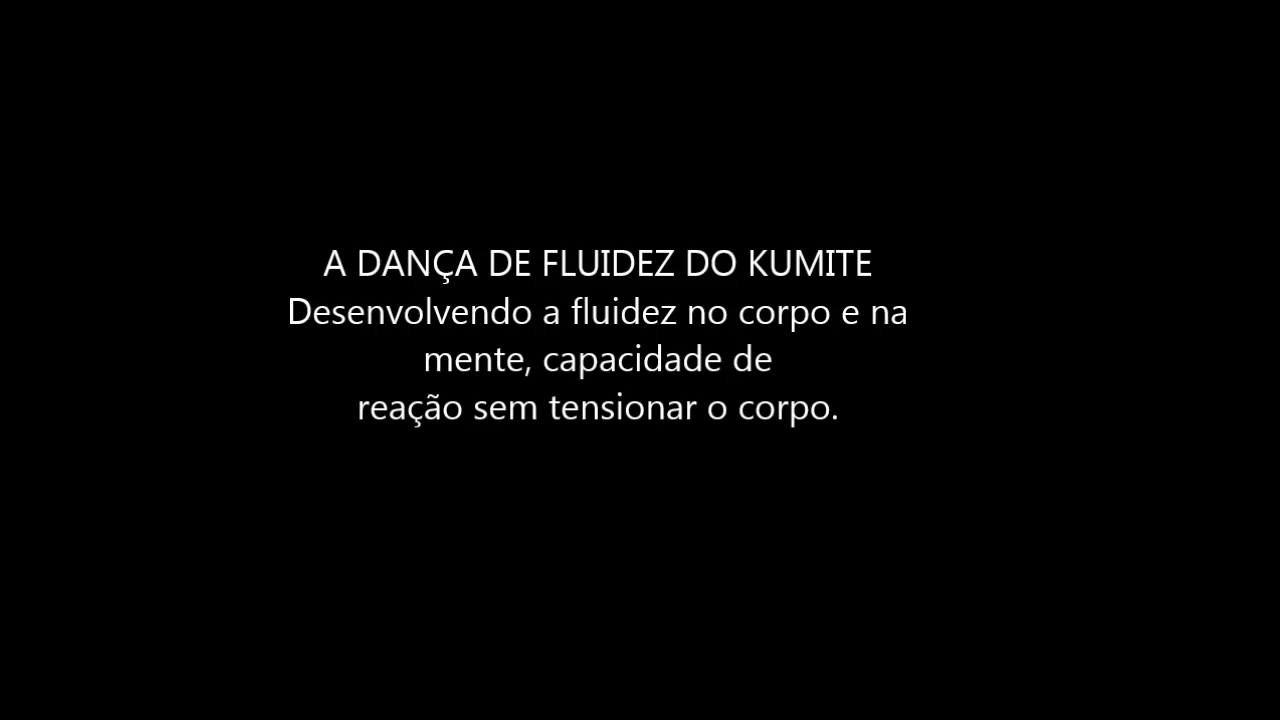 A DANÇA DE FLUIDEZ DO KUMITE
Desenvolvendo a fluidez no corpo e na
mente, capacidade de
reação sem tensionar o corpo.